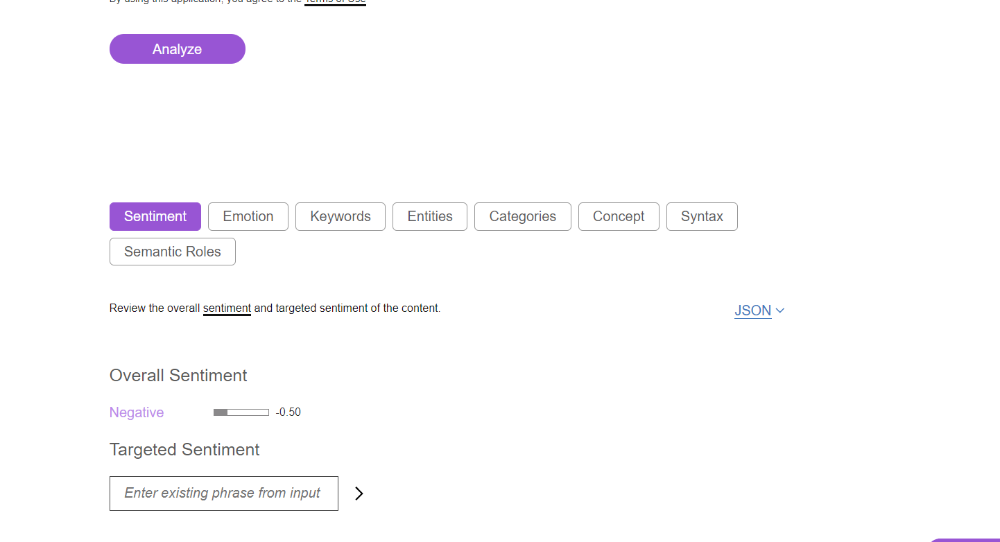 By using this application, you agree to the Terms of Use
Analyze
Sentiment Emotion Keywords Entities Categories Concept Syntax
Semantic Roles
Review the overall sentiment and targeted sentiment of the content.
JSON
Overall Sentiment
Negative -0.50
Targeted Sentiment
Enter existing phrase from input